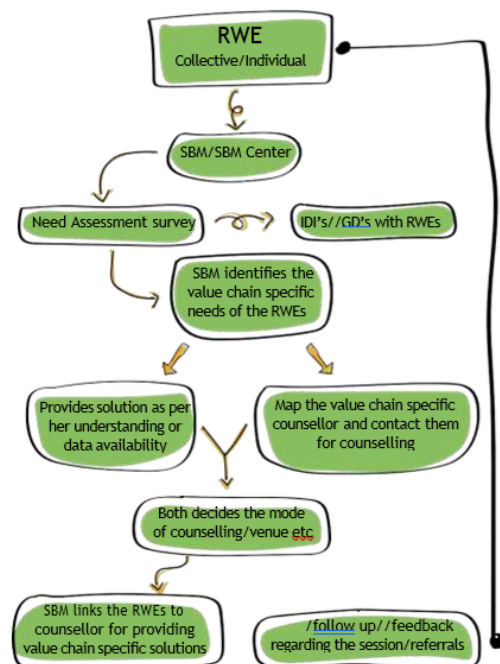 RWE
Collective/Individual
SBM/SBM Center
Need Assessment survey
IDI's//GD's with RWEs
SBM identifies the
value chain specific
needs of the RWEs
Provides solution as per
her understanding or
data availability
Map the value chain specific
counsellor and contact them
for counselling
Both decides the mode
of counselling/venue etc
SBM links the RWEs to
counsellor for providing
value chain specific solutions
/follow up//feedback
regarding the session/referrals